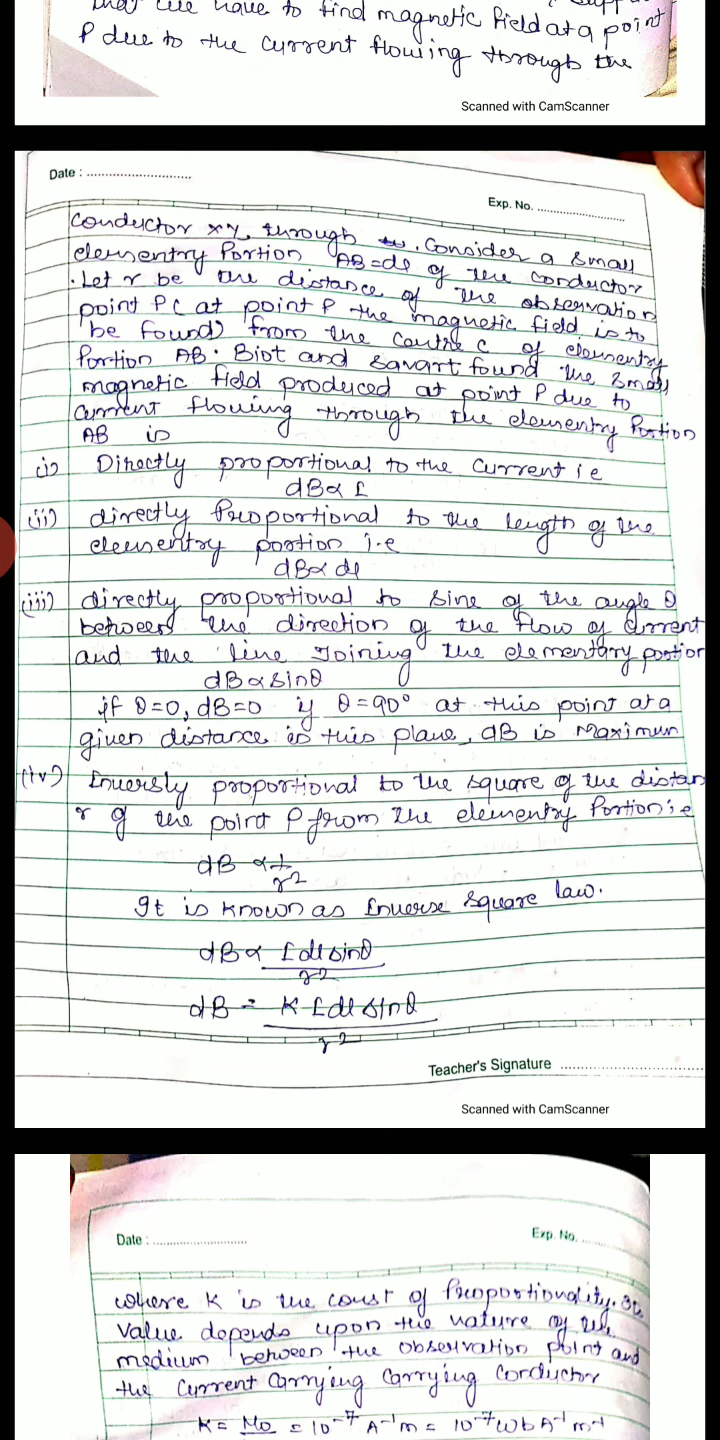 that we have to find magnetic field at a point
P due to the current flowing through the
Scanned with CamScanner
Date :
Exp. No.
Conductor xy, through . Consider a small
elementry Portion AB=dl of the conductor
. Let r be the distance of the observation
point P( at point P the magnetic field is to
be found) from the centre c of elementry
Portion AB. Biot and savart found the small
magnetic field produced at point P due to
current flowing through the elementry Portion
AB is
(i) Directly proportional to the current i e
dB∝ I
(ii) directly proportional to the length of the
elementry portion i.e
dB∝ dl
(iii) directly proportional to sine of the angle θ
between the direction of the flow of current
and the line joining the elementary portion
dB∝sinθ
if θ=0, dB=0 if θ=90° at this point at a
given distance in this plane, dB is Maximum
(iv) Inversly proportional to the square of the distan
r of the point P from the elementry Portion i e
dB ∝ 1/r2
It is known as Inverse square law.
dB∝ I dl sinθ
r2
dB = K I dl sinθ
r2
Teacher's Signature
Scanned with CamScanner
Date :
Exp. No.
where K is the const of Proportionality. Its
value depends upon the nature of the
medium between the observation point and
the current carrying carrying conductor
K= Mo = 10-7 A-1 m = 10-7 wb A-1 m-1